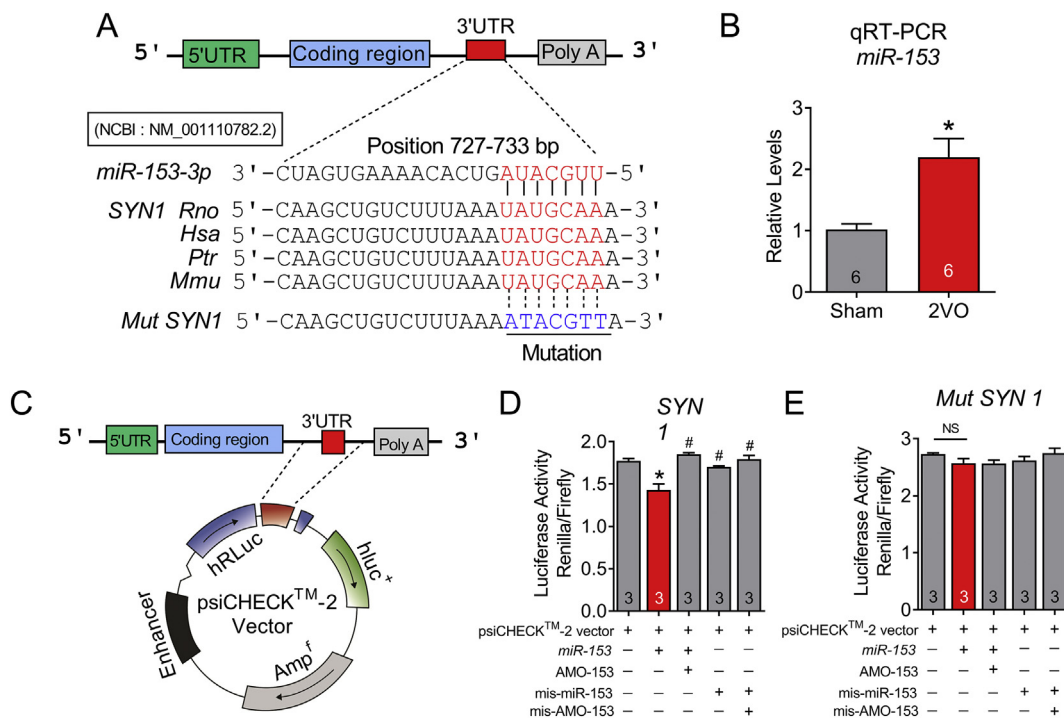 A
5' 5'UTR Coding region 3'UTR Poly A 3'
(NCBI : NM_001110782.2)
Position 727-733 bp
miR-153-3p 3'-CUAGUGAAAACACUGAUACGUU-5'
SYN1 Rno 5'-CAAGCUGUCUUUAAAUAUGCAAA-3'
Hsa 5'-CAAGCUGUCUUUAAAUAUGCAAA-3'
Ptr 5'-CAAGCUGUCUUUAAAUAUGCAAA-3'
Mmu 5'-CAAGCUGUCUUUAAAUAUGCAAA-3'
Mut SYN1 5'-CAAGCUGUCUUUAAAATACGTTA-3'
Mutation
B
qRT-PCR
miR-153
Relative Levels
3
2
1
0
*
6
6
Sham
2VO
C
5' 5'UTR Coding region 3'UTR Poly A 3'
hRLuc
hluc+
Enhancer
psiCHECK™-2
Vector
Amp^f
D
SYN
1
Luciferase Activity
Renilla/Firefly
2.0
1.5
1.0
0.5
0.0
* # # #
3 3 3 3 3
psiCHECK™-2 vector + + + + +
miR-153 − + + − −
AMO-153 − − + − −
mis-miR-153 − − − + +
mis-AMO-153 − − − − +
E
Mut SYN 1
Luciferase Activity
Renilla/Firefly
3
2
1
0
NS
3 3 3 3 3
psiCHECK™-2 vector + + + + +
miR-153 − + + − −
AMO-153 − − + − −
mis-miR-153 − − − + +
mis-AMO-153 − − − − +